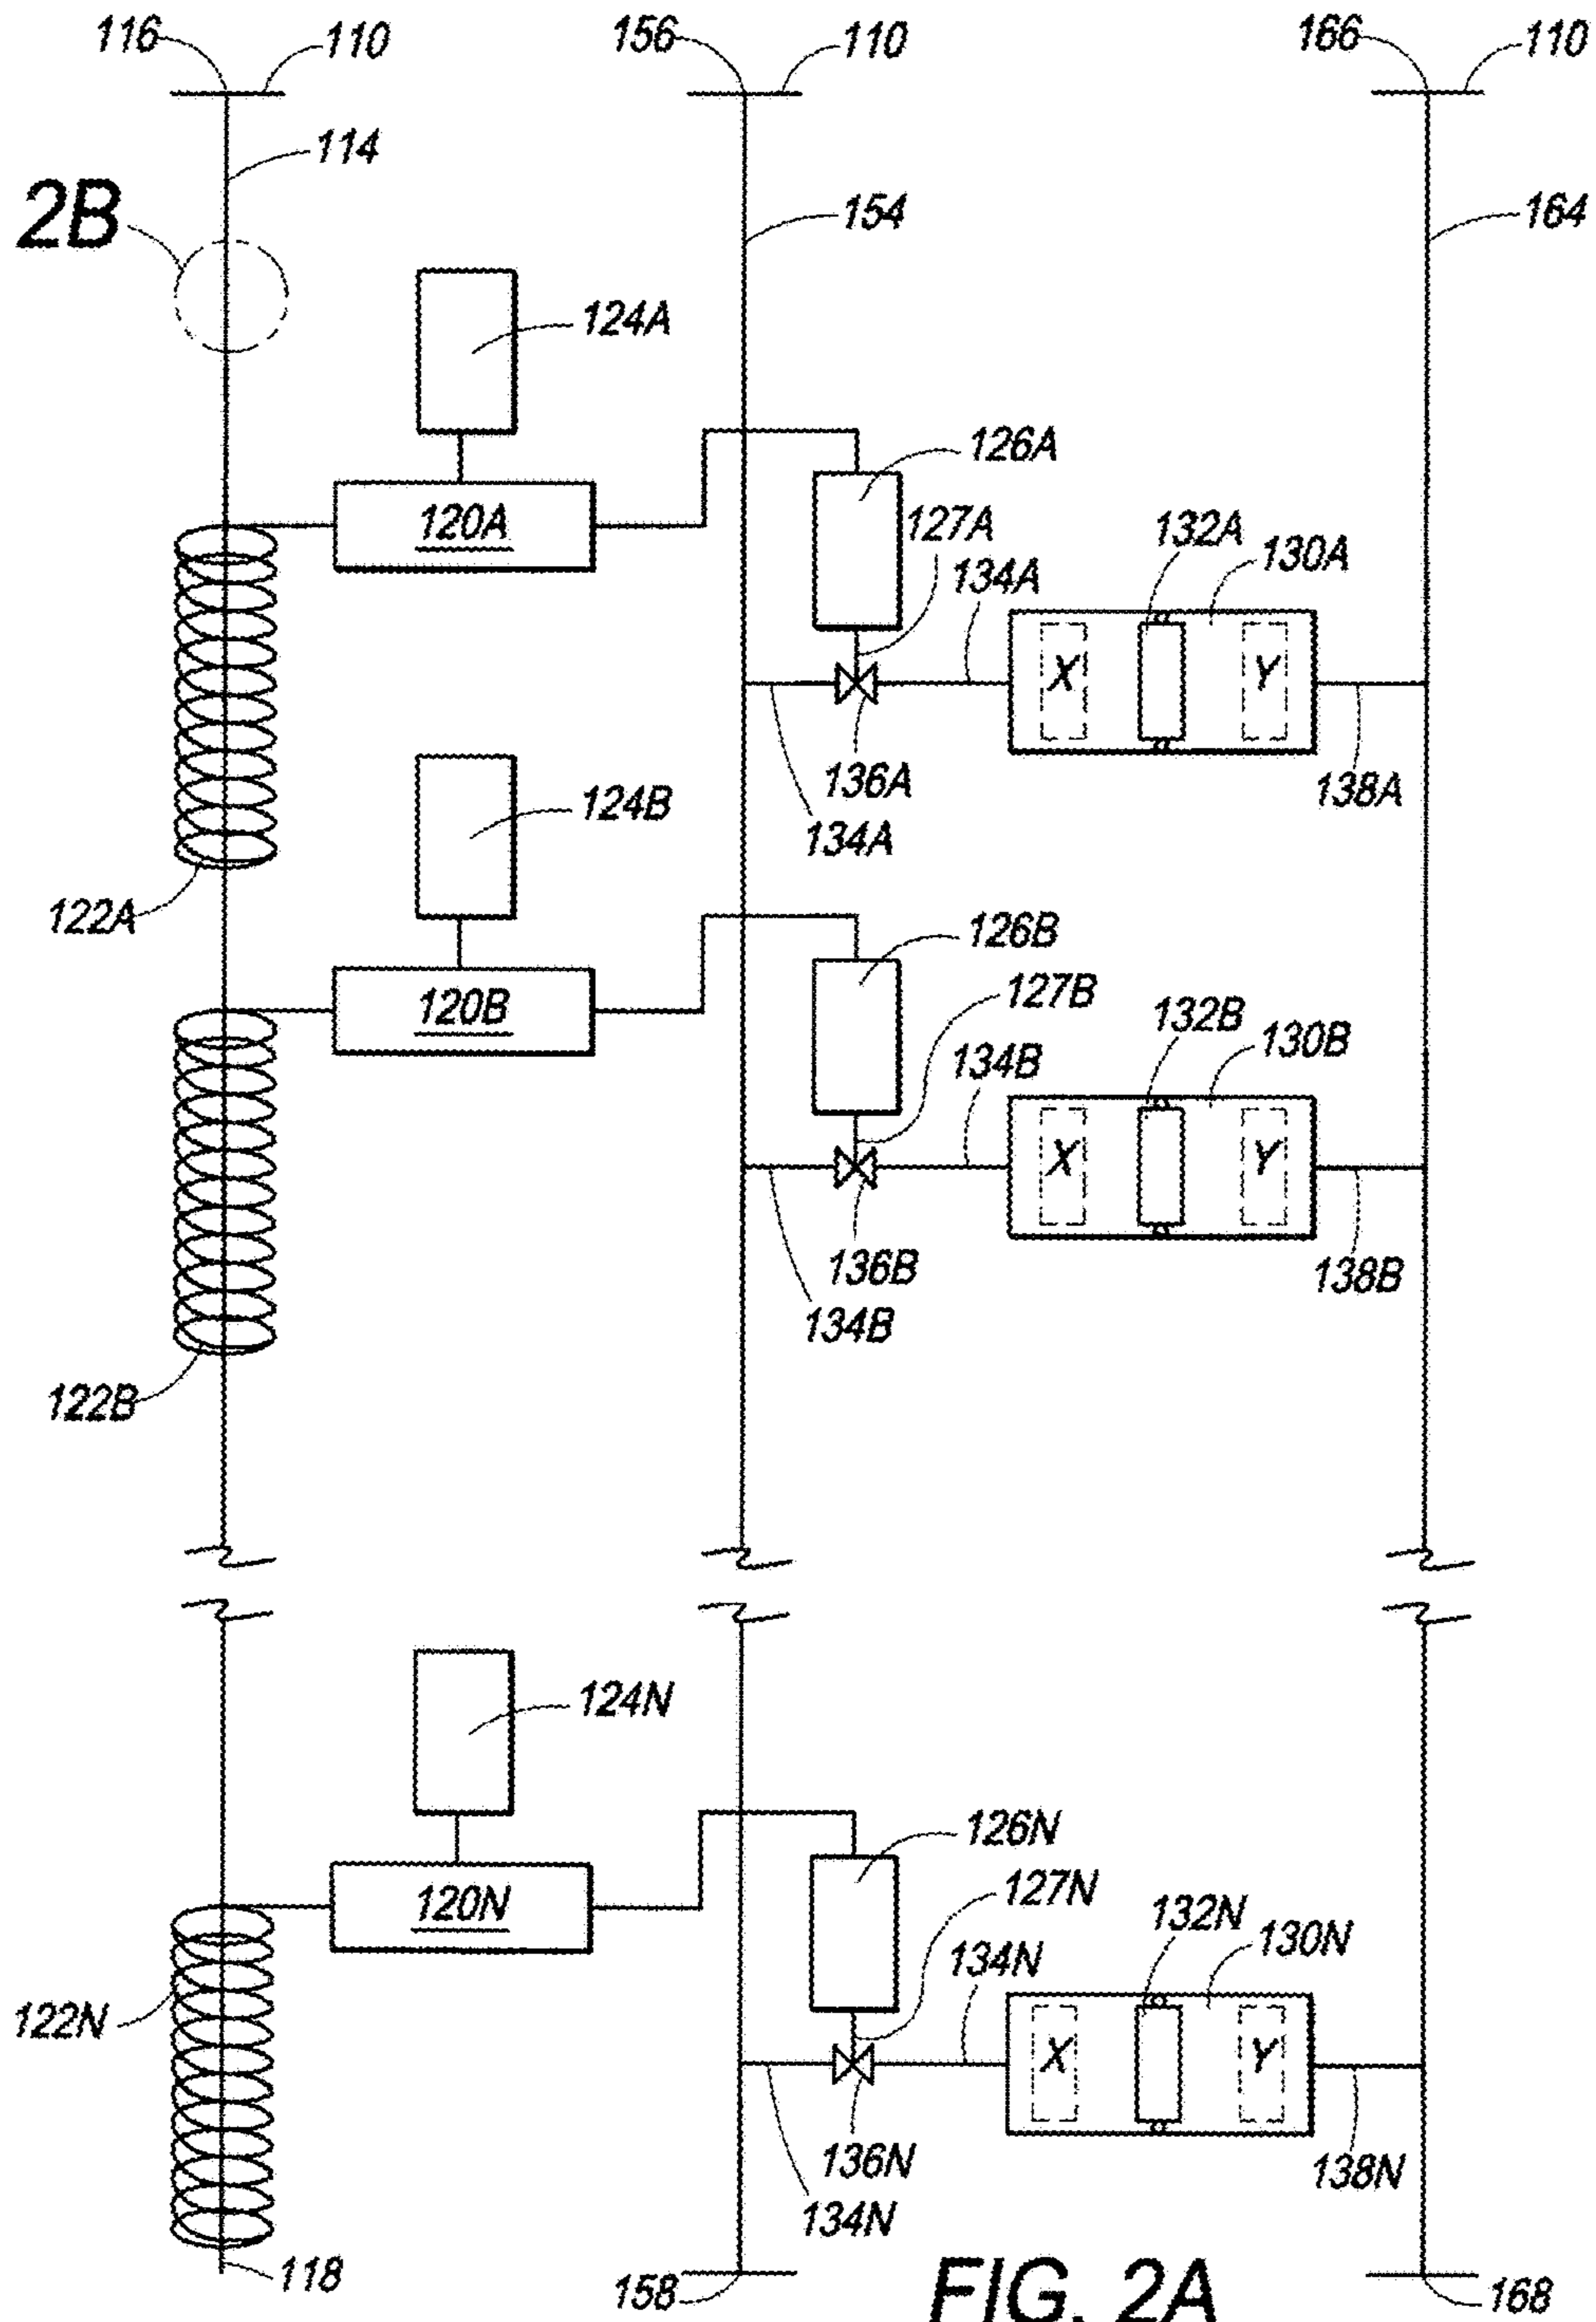 116 110 156 110 166 110
114
2B 154 164
124A
126A
127A 132A
120A 134A 130A
X Y
136A
124B 138A
134A
122A 126B
127B 132B
120B 134B 130B
X Y
136B 138B
134B
122B
124N
126N
127N 132N
120N 134N 130N
122N X Y
136N 138N
134N
118 158 FIG. 2A 168